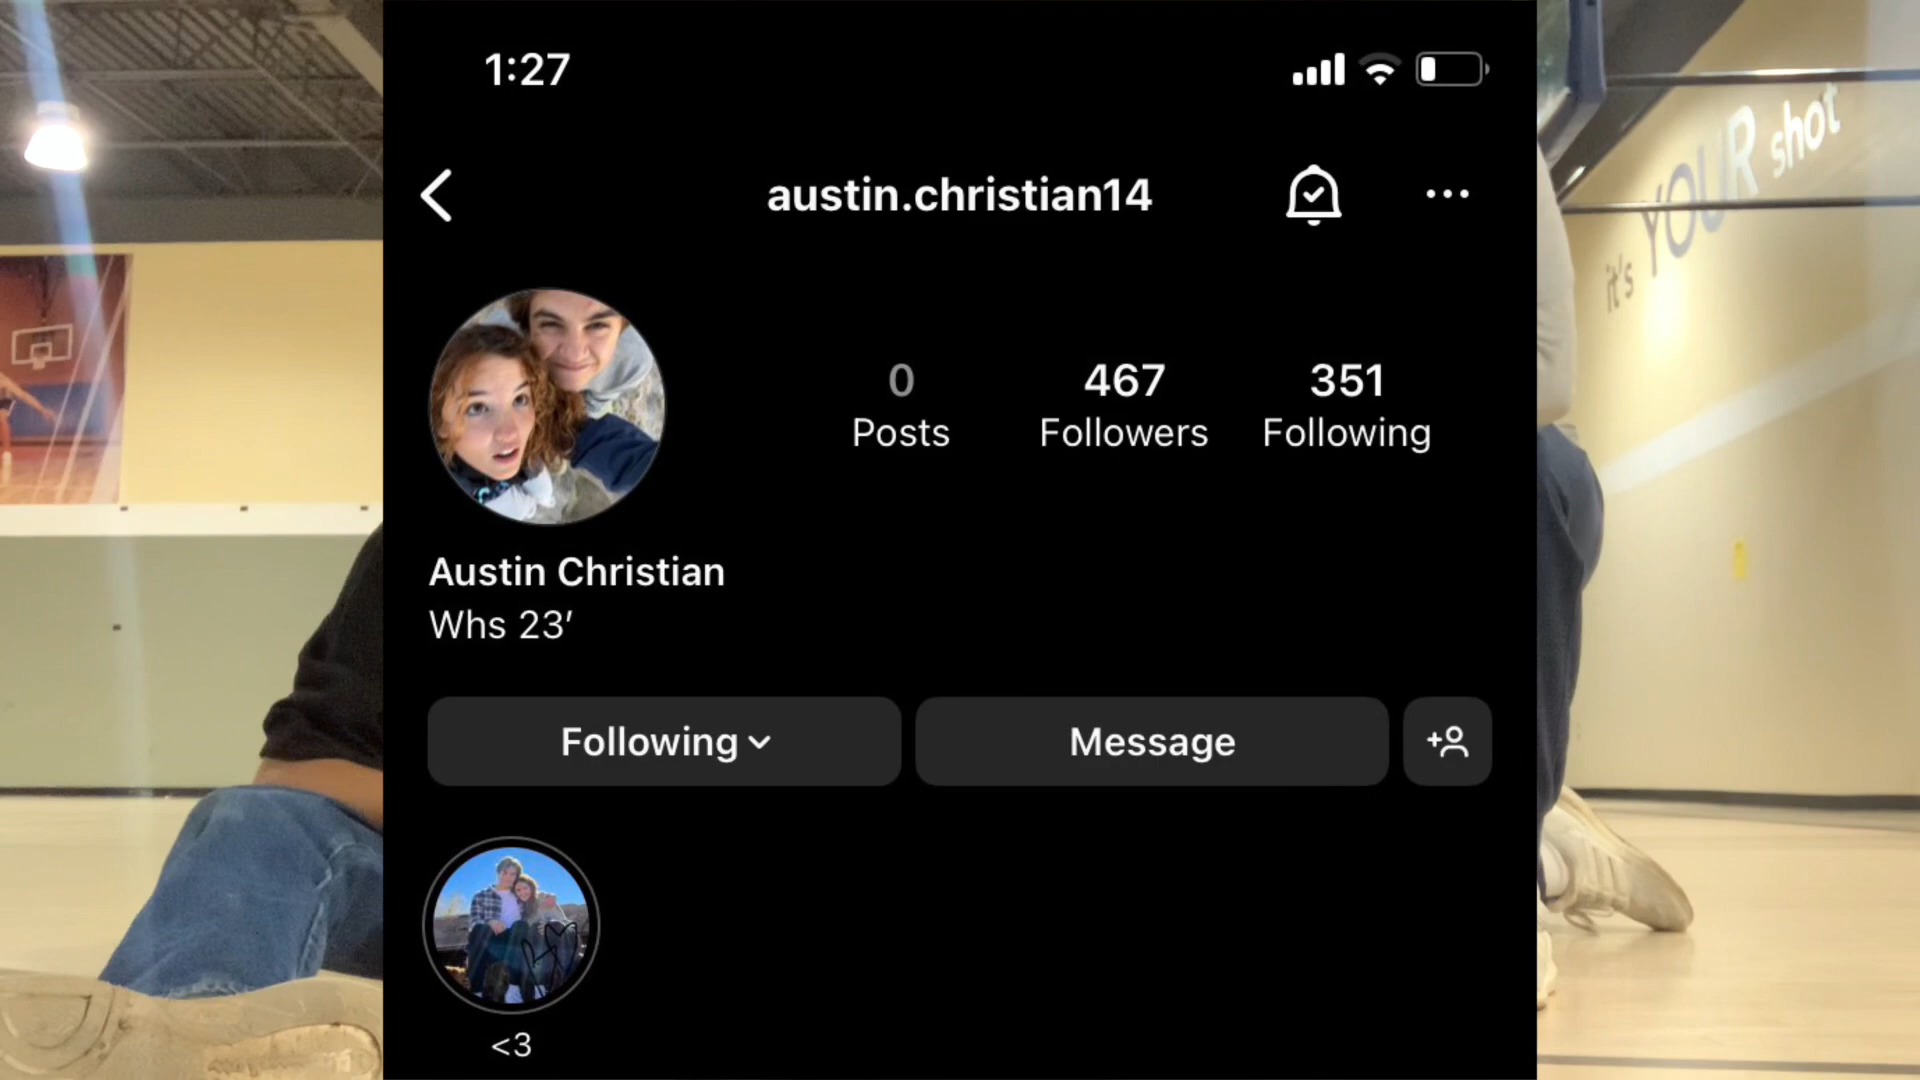 1:27
austin.christian14
0
Posts
467
Followers
351
Following
Austin Christian
Whs 23′
Following
Message
<3
it's YOUR shot